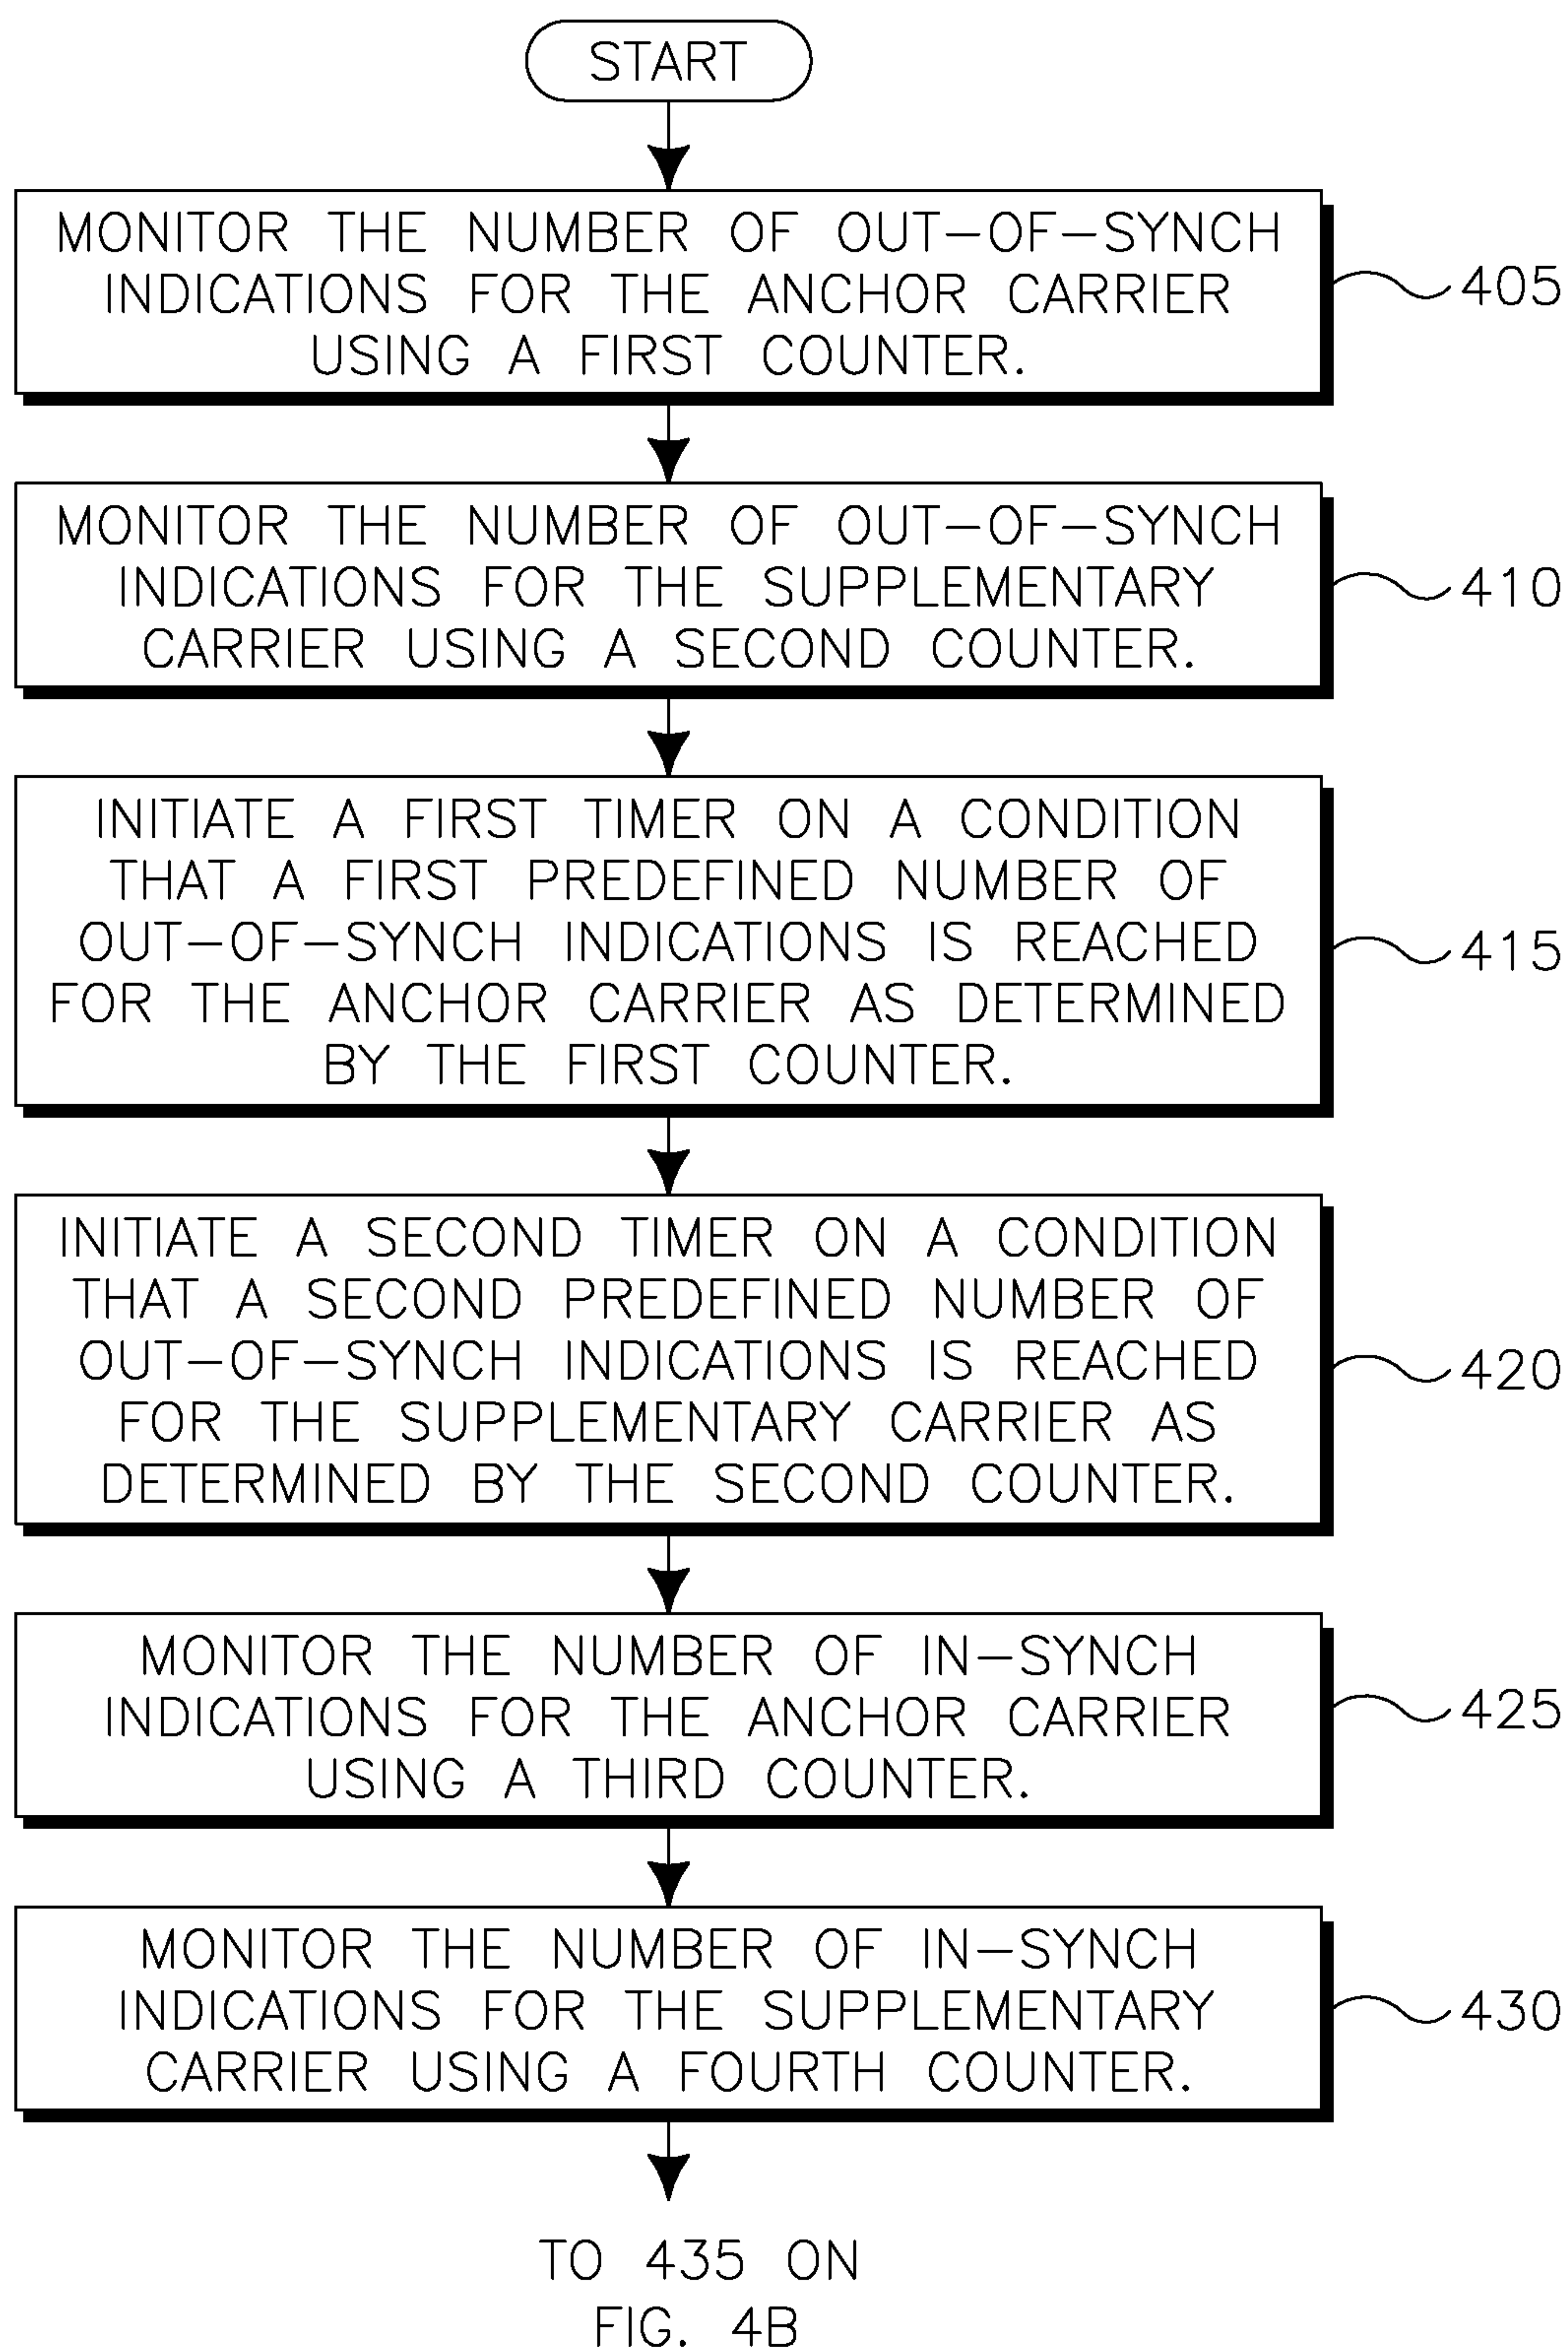 START
MONITOR THE NUMBER OF OUT-OF-SYNCH
INDICATIONS FOR THE ANCHOR CARRIER
USING A FIRST COUNTER.
405
MONITOR THE NUMBER OF OUT-OF-SYNCH
INDICATIONS FOR THE SUPPLEMENTARY
CARRIER USING A SECOND COUNTER.
410
INITIATE A FIRST TIMER ON A CONDITION
THAT A FIRST PREDEFINED NUMBER OF
OUT-OF-SYNCH INDICATIONS IS REACHED
FOR THE ANCHOR CARRIER AS DETERMINED
BY THE FIRST COUNTER.
415
INITIATE A SECOND TIMER ON A CONDITION
THAT A SECOND PREDEFINED NUMBER OF
OUT-OF-SYNCH INDICATIONS IS REACHED
FOR THE SUPPLEMENTARY CARRIER AS
DETERMINED BY THE SECOND COUNTER.
420
MONITOR THE NUMBER OF IN-SYNCH
INDICATIONS FOR THE ANCHOR CARRIER
USING A THIRD COUNTER.
425
MONITOR THE NUMBER OF IN-SYNCH
INDICATIONS FOR THE SUPPLEMENTARY
CARRIER USING A FOURTH COUNTER.
430
TO 435 ON
FIG. 4B